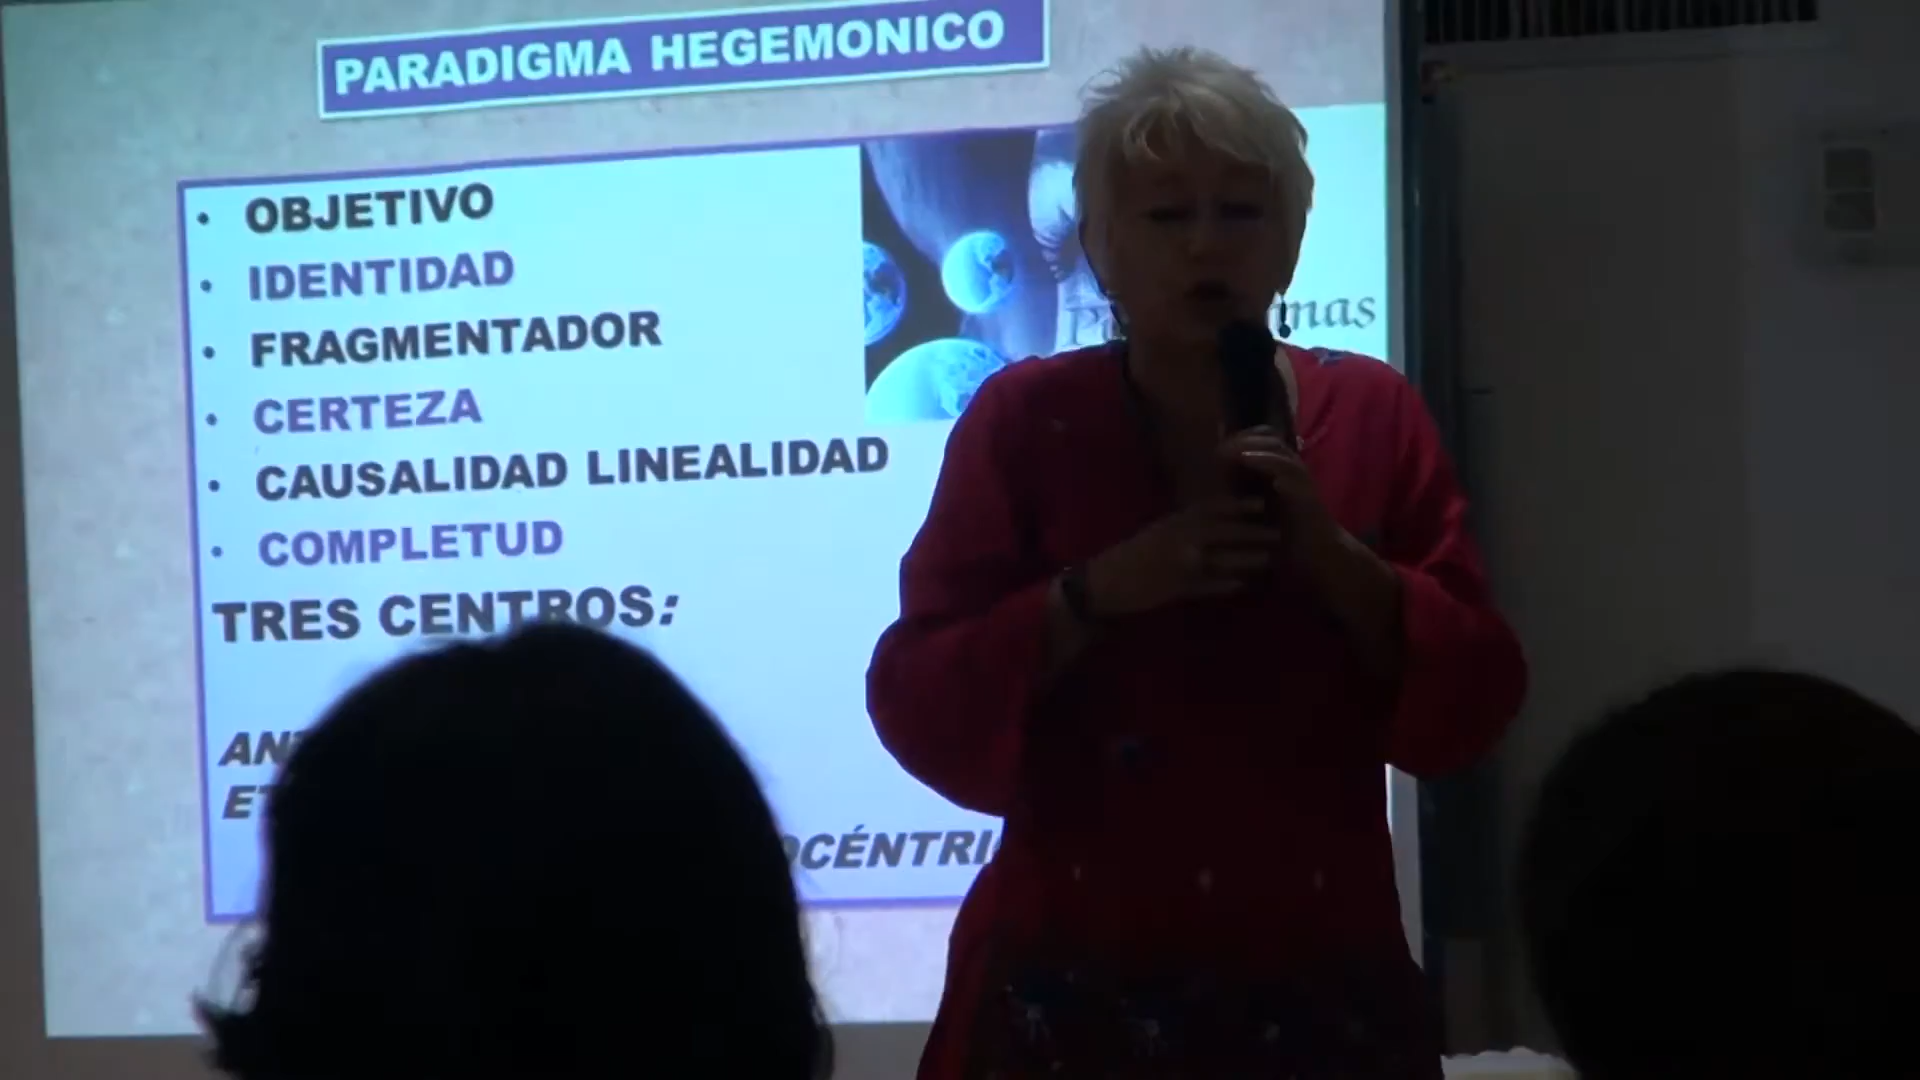 PARADIGMA HEGEMONICO
• OBJETIVO
• IDENTIDAD
• FRAGMENTADOR
• CERTEZA
• CAUSALIDAD LINEALIDAD
• COMPLETUD
TRES CENTROS: